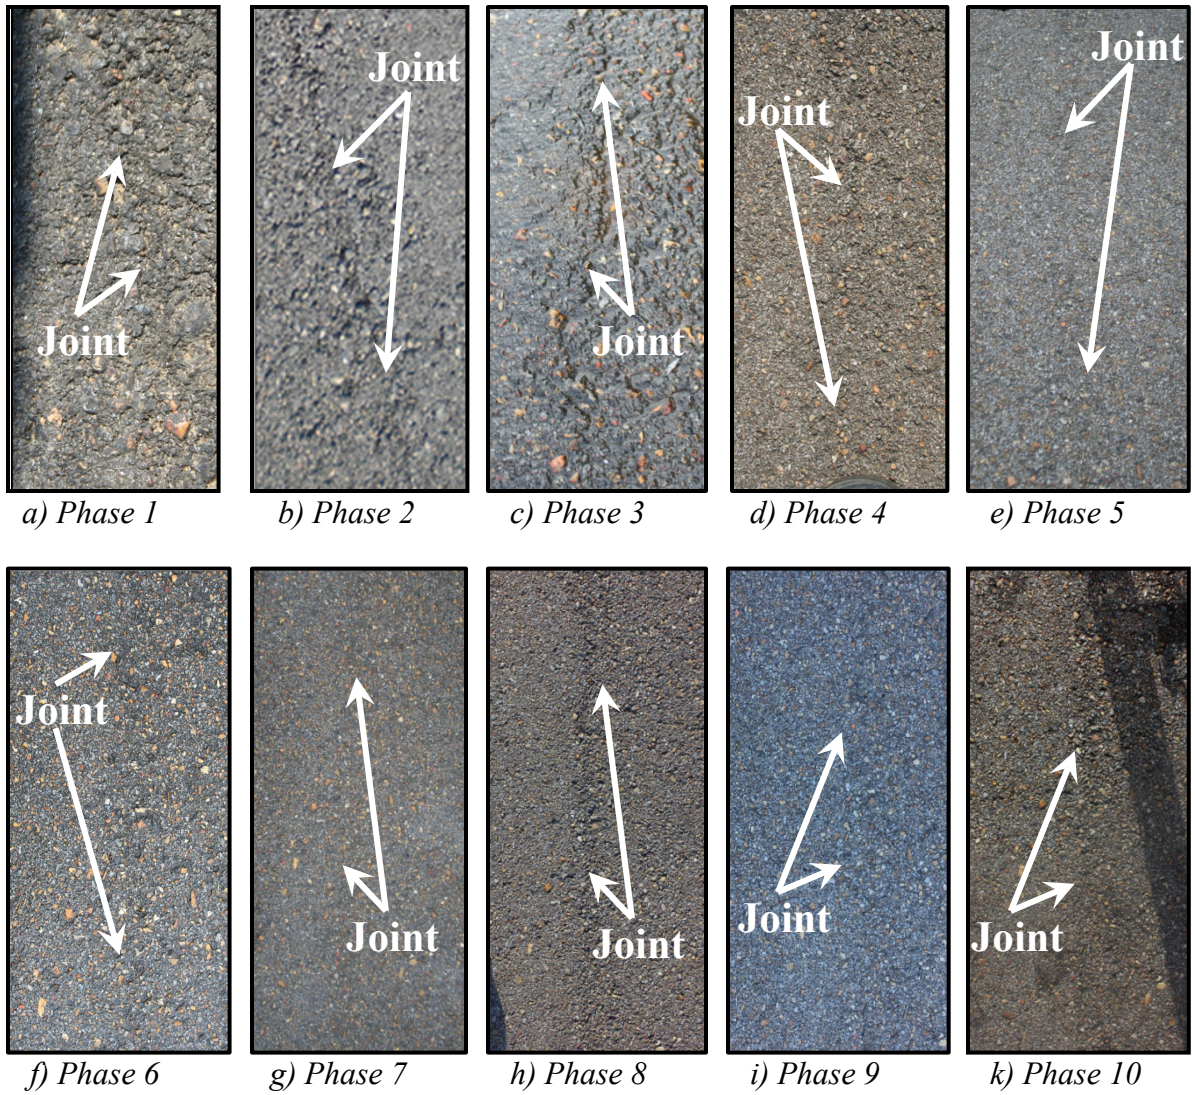 Joint
a) Phase 1
Joint
b) Phase 2
Joint
c) Phase 3
Joint
d) Phase 4
Joint
e) Phase 5
Joint
f) Phase 6
Joint
g) Phase 7
Joint
h) Phase 8
Joint
i) Phase 9
Joint
k) Phase 10